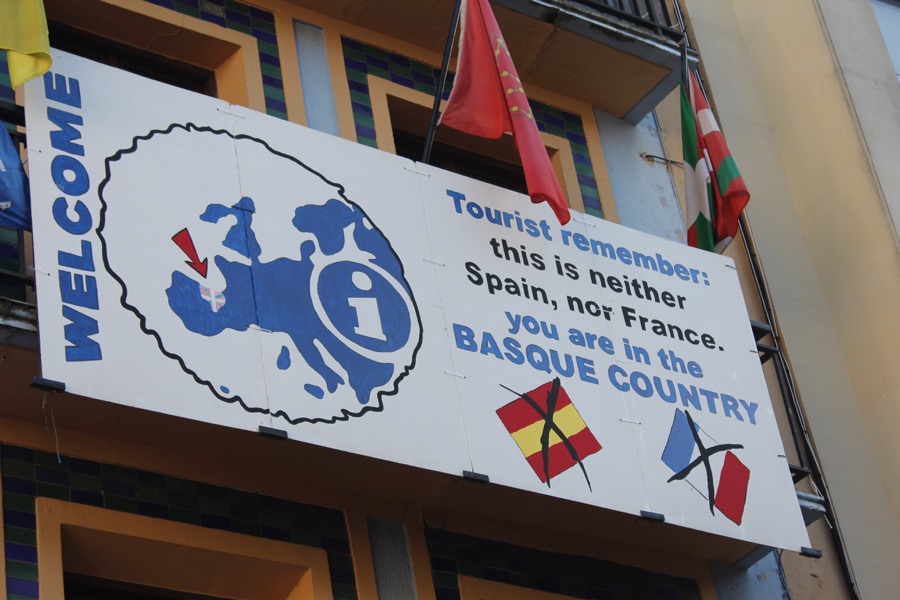 WELCOME
i
Tourist remember:
this is neither
Spain, nor France.
you are in the
BASQUE COUNTRY